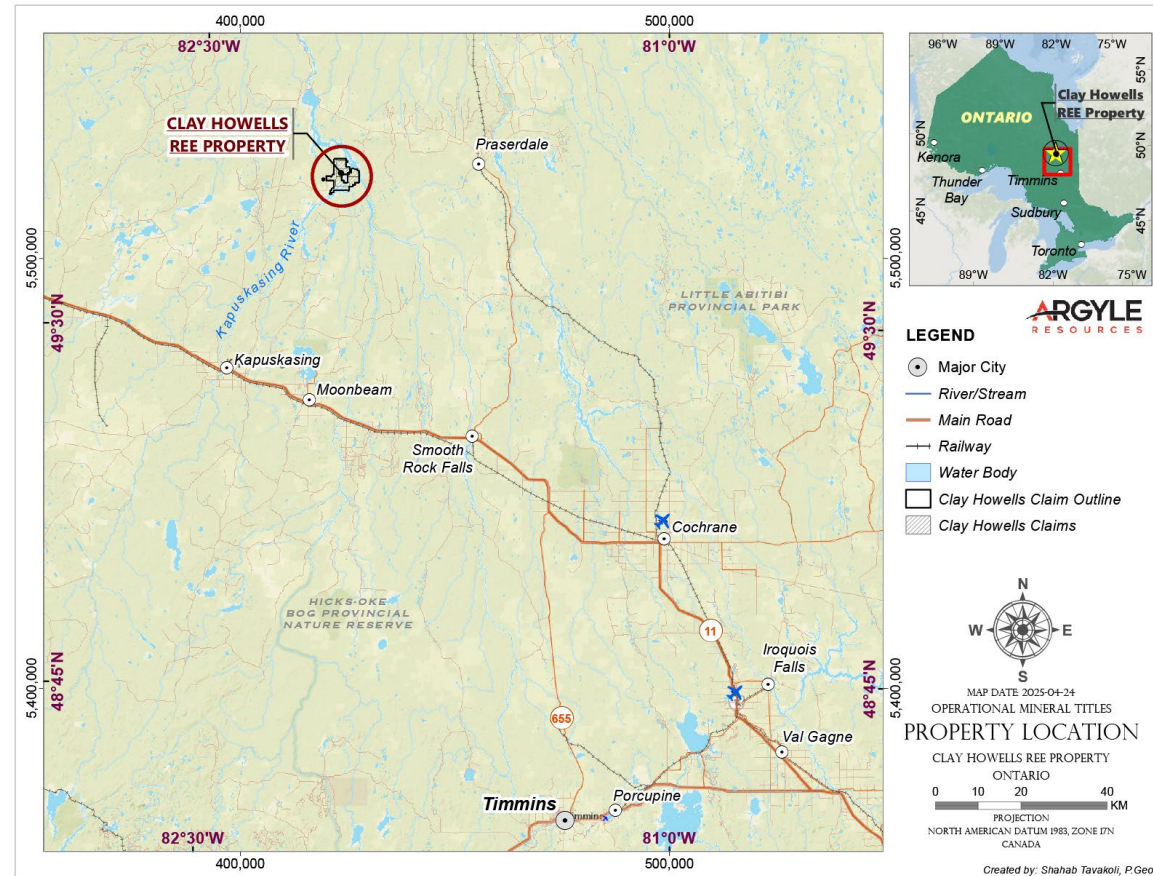 400,000
500,000
82°30'W
81°0'W
CLAY HOWELLS
REE PROPERTY
Praserdale
5,500,000
5,500,000
Kapuskasing River
LITTLE ABITIBI
PROVINCIAL PARK
49°30'N
49°30'N
Kapuskasing
Moonbeam
Smooth
Rock Falls
Cochrane
HICKS-OKE
BOG PROVINCIAL
NATURE RESERVE
11
Iroquois
Falls
5,400,000
48°45'N
48°45'N
5,400,000
655
Val Gagne
Timmins
Porcupine
82°30'W
81°0'W
400,000
500,000
96°W
89°W
82°W
75°W
55°N
Clay Howells
REE Property
ONTARIO
50°N
50°N
Kenora
Thunder
Bay
Timmins
Sudbury
45°N
45°N
Toronto
89°W
82°W
75°W
ARGYLE
RESOURCES
LEGEND
Major City
River/Stream
Main Road
Railway
Water Body
Clay Howells Claim Outline
Clay Howells Claims
N
W
E
S
MAP DATE 2025-04-24
OPERATIONAL MINERAL TITLES
PROPERTY LOCATION
CLAY HOWELLS REE PROPERTY
ONTARIO
0 10 20 40
KM
PROJECTION
NORTH AMERICAN DATUM 1983, ZONE 17N
CANADA
Created by: Shahab Tavakoli, P.Geo